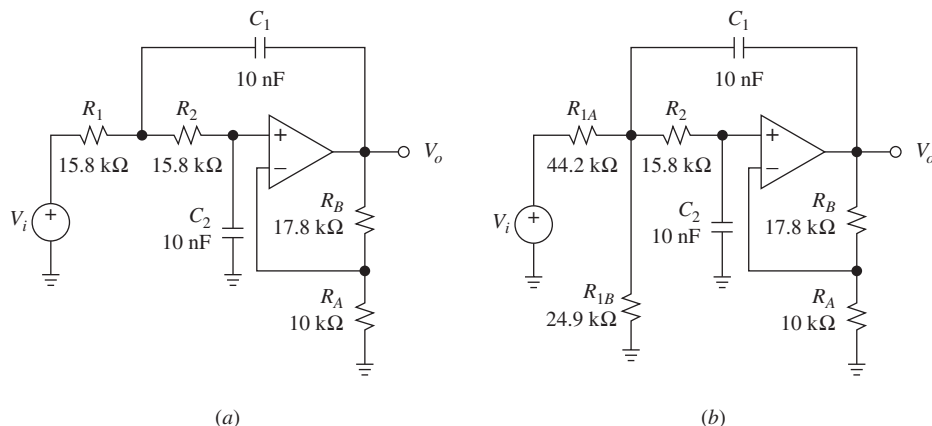 C1
10 nF
R1
R2
15.8 kΩ
15.8 kΩ
+
−
Vo
Vi
+
C2
10 nF
RB
17.8 kΩ
RA
10 kΩ
(a)
C1
10 nF
R1A
R2
44.2 kΩ
15.8 kΩ
+
−
Vo
Vi
+
C2
10 nF
RB
17.8 kΩ
R1B
24.9 kΩ
RA
10 kΩ
(b)